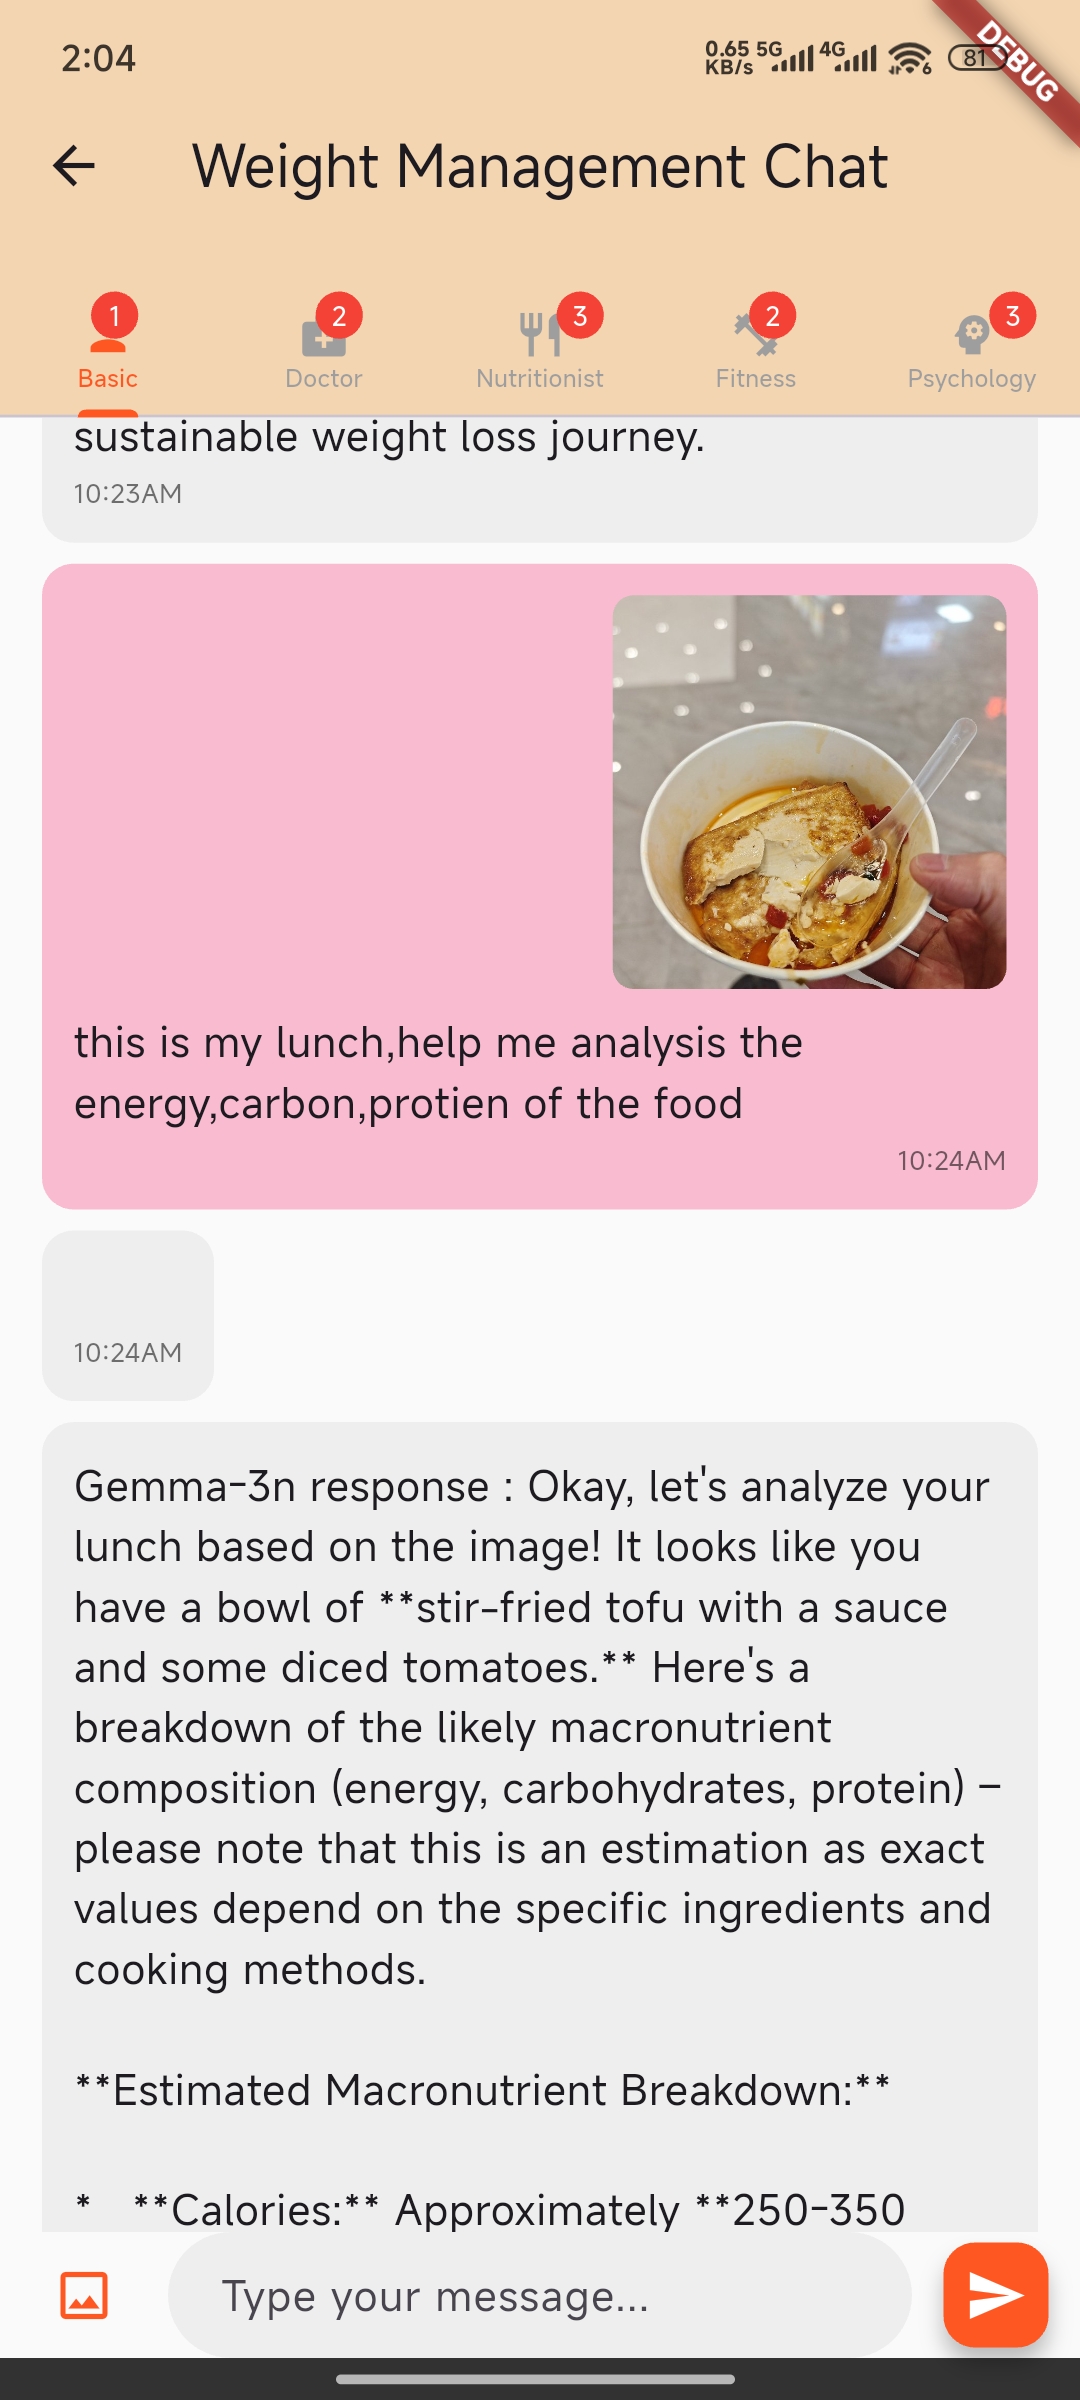 2:04
0.65 KB/s 5G 4G 6 81
DEBUG
Weight Management Chat
1 2 3 2 3
Basic Doctor Nutritionist Fitness Psychology
sustainable weight loss journey.
10:23AM
this is my lunch,help me analysis the
energy,carbon,protien of the food
10:24AM
10:24AM
Gemma-3n response : Okay, let's analyze your
lunch based on the image! It looks like you
have a bowl of **stir-fried tofu with a sauce
and some diced tomatoes.** Here's a
breakdown of the likely macronutrient
composition (energy, carbohydrates, protein) –
please note that this is an estimation as exact
values depend on the specific ingredients and
cooking methods.
**Estimated Macronutrient Breakdown:**
* **Calories:** Approximately **250-350
Type your message...